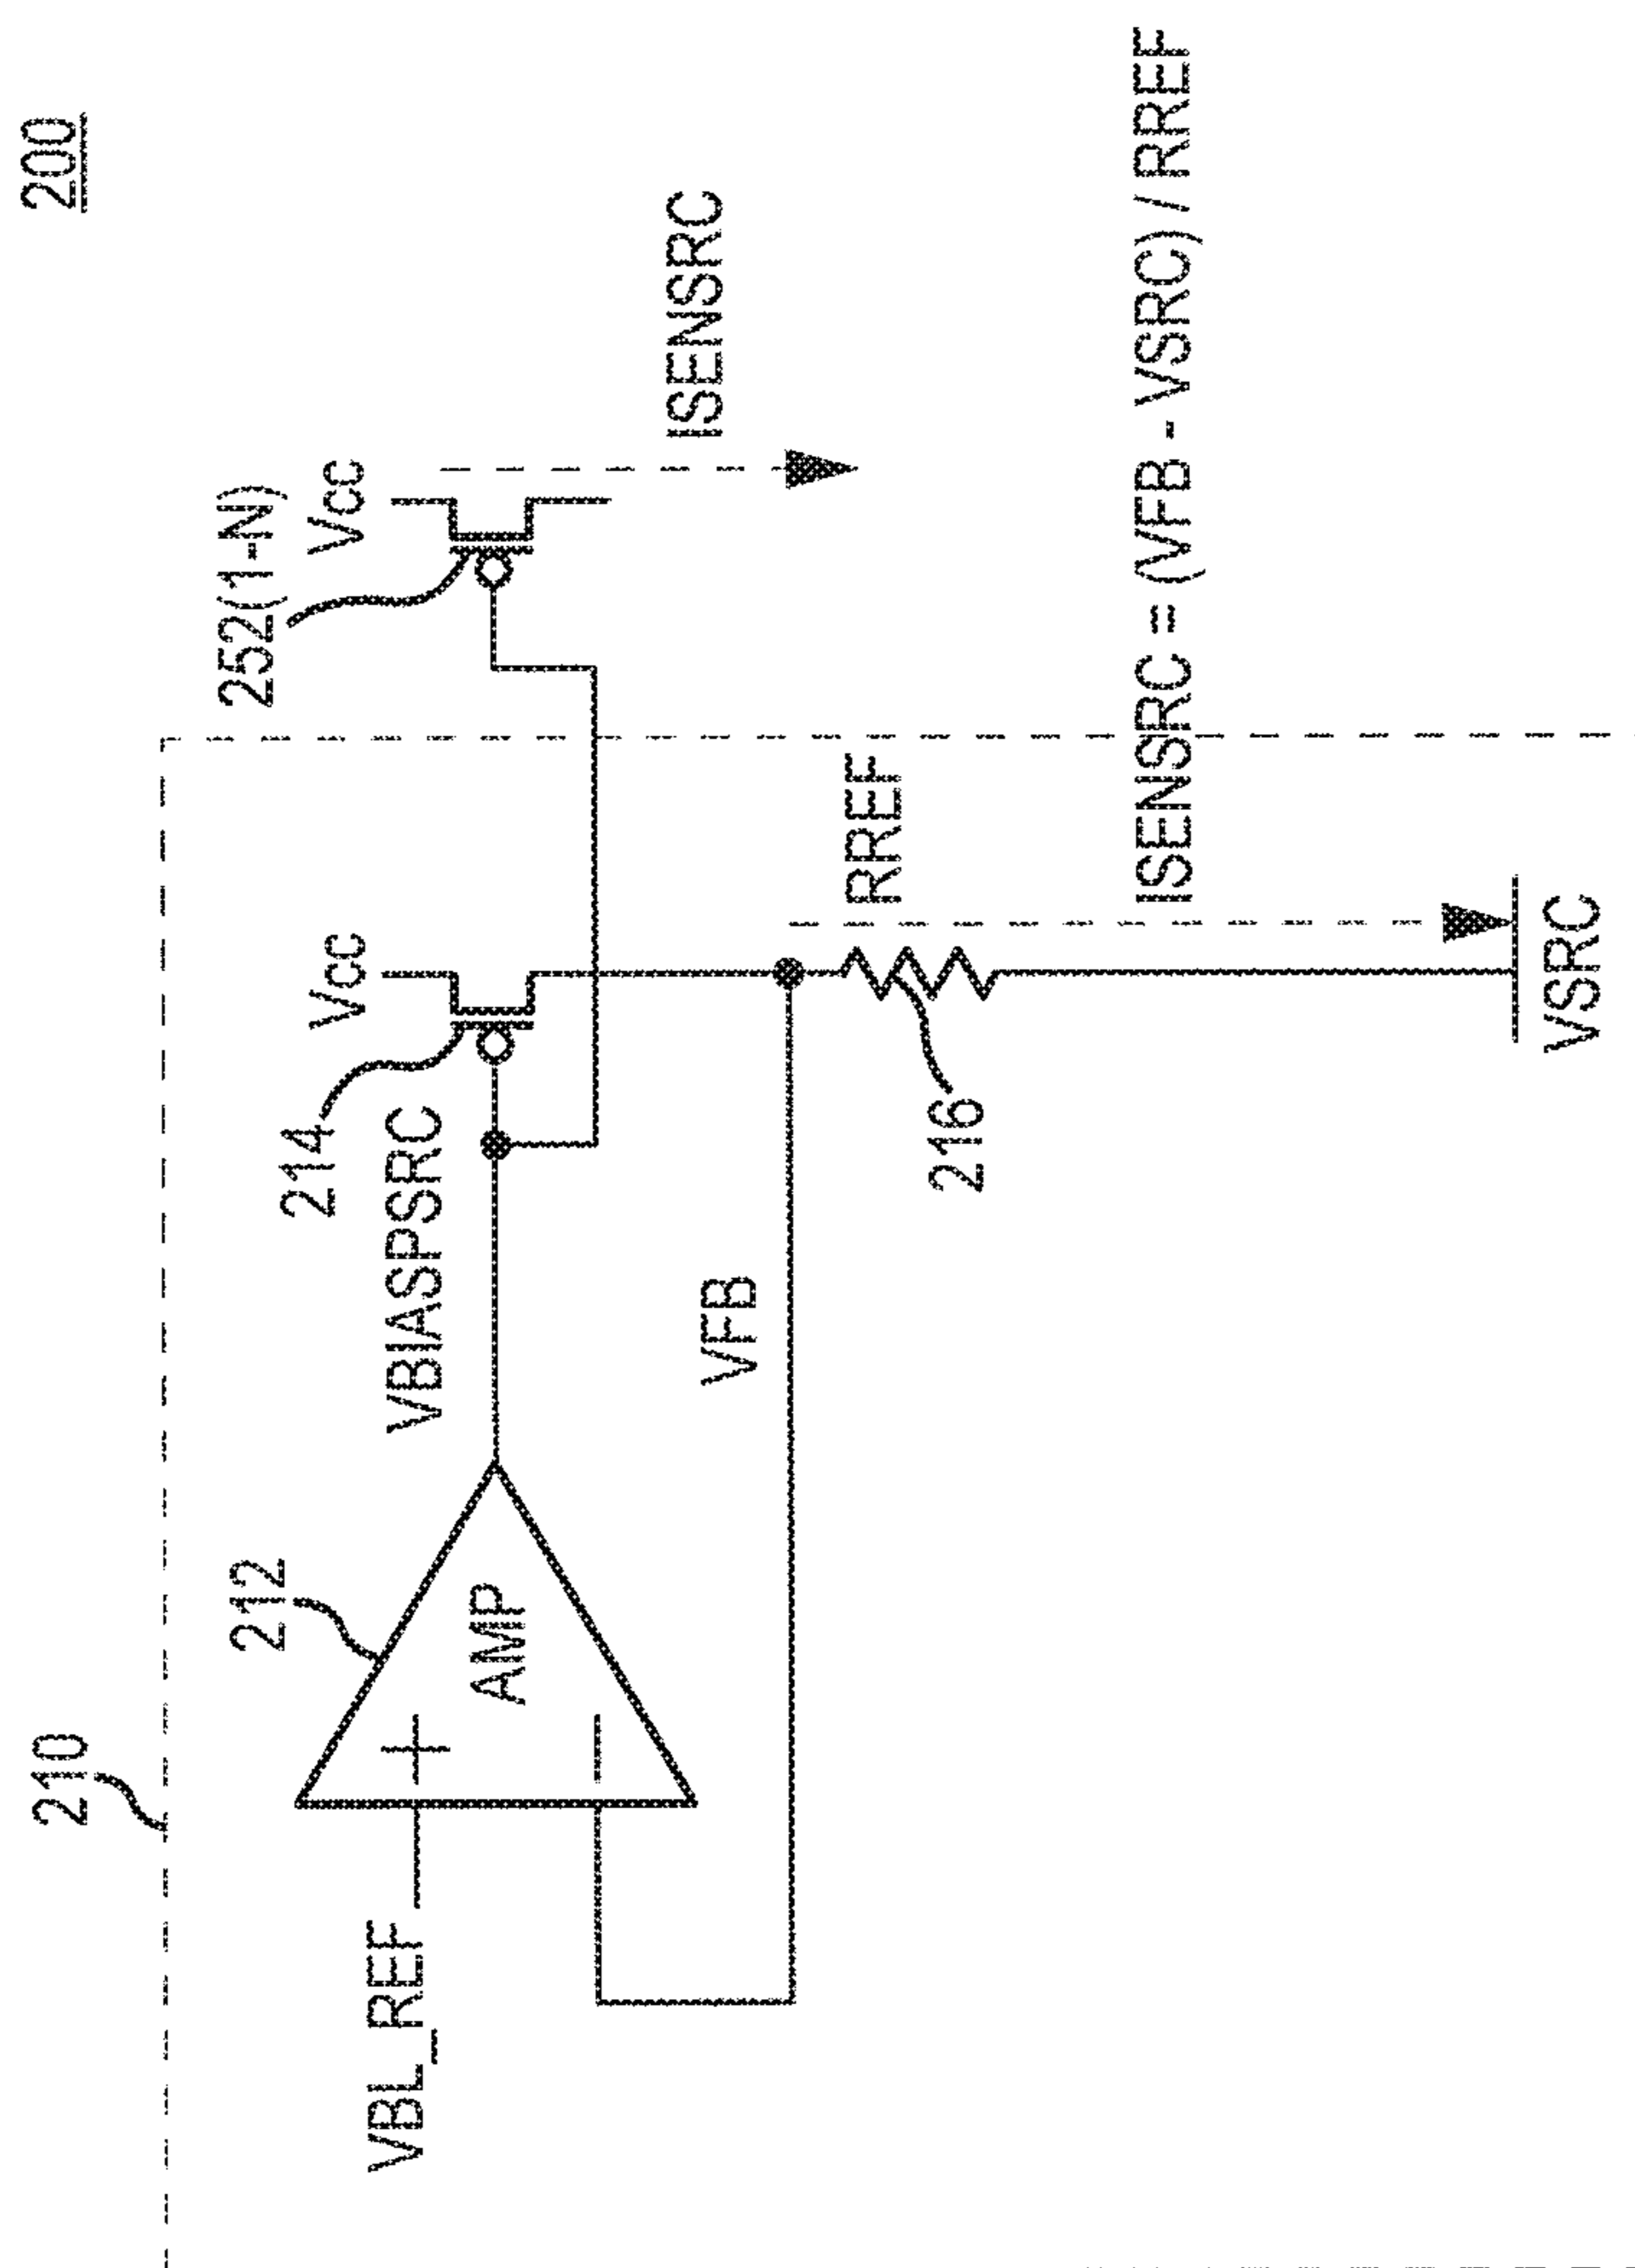 200
210
212
214
252(1-N)
Vcc
Vcc
VBL_REF
AMP
VBIASPSRC
ISENSRC
VFB
RREF
216
ISENSRC = (VFB - VSRC) / RREF
VSRC